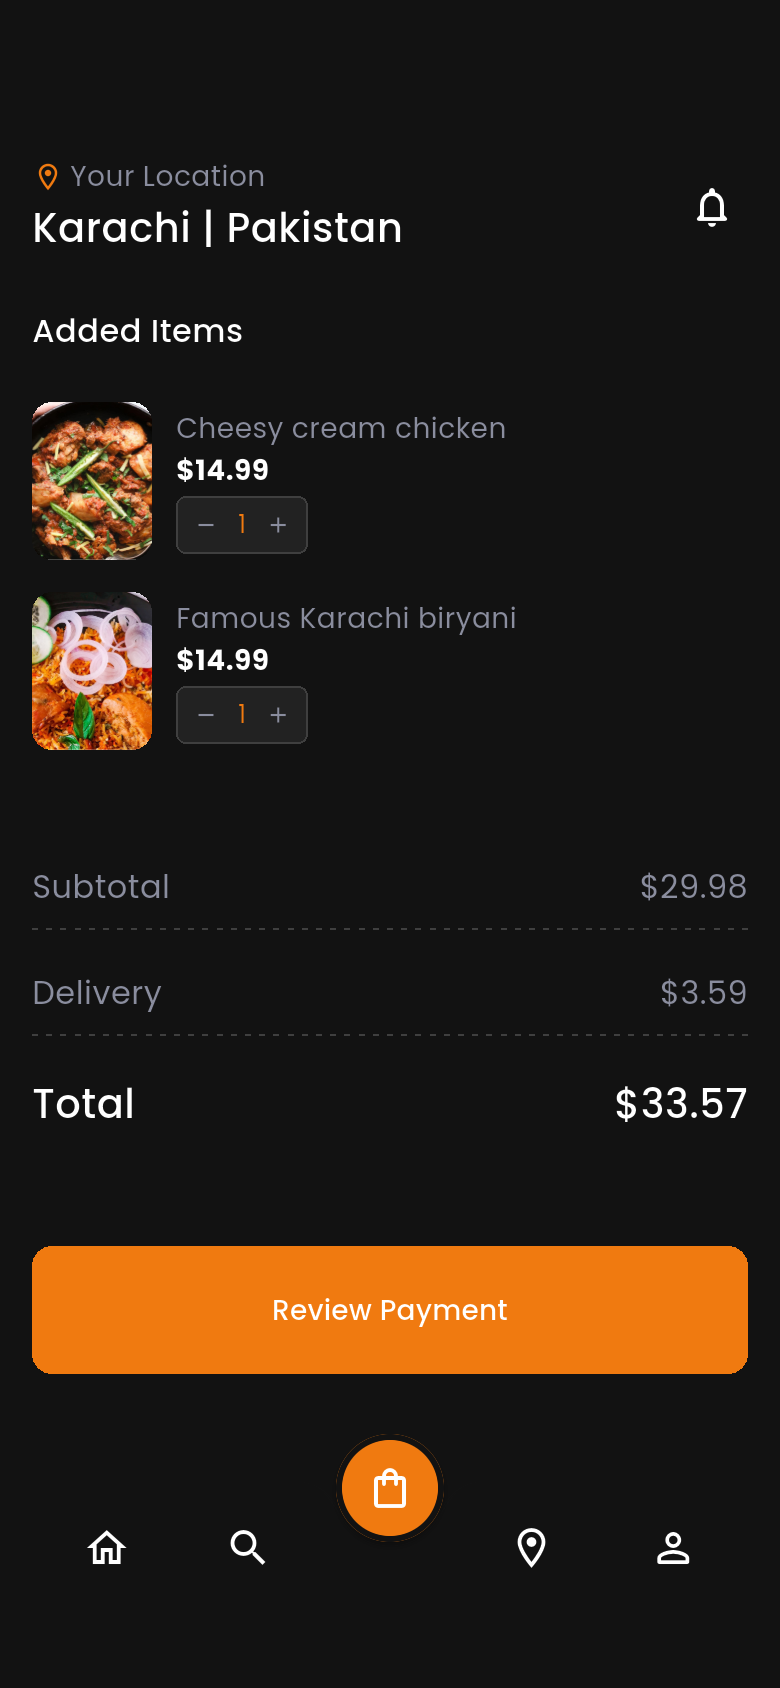 Your Location
Karachi | Pakistan
Added Items
Cheesy cream chicken
$14.99
− 1 +
Famous Karachi biryani
$14.99
− 1 +
Subtotal $29.98
Delivery $3.59
Total $33.57
Review Payment